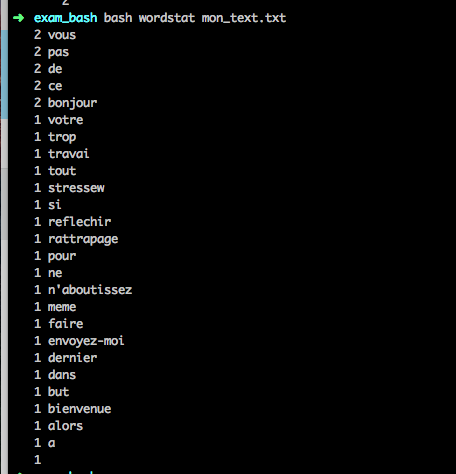 2
➜ exam_bash bash wordstat mon_text.txt
2 vous
2 pas
2 de
2 ce
2 bonjour
1 votre
1 trop
1 travai
1 tout
1 stressew
1 si
1 reflechir
1 rattrapage
1 pour
1 ne
1 n'aboutissez
1 meme
1 faire
1 envoyez-moi
1 dernier
1 dans
1 but
1 bienvenue
1 alors
1 a
1